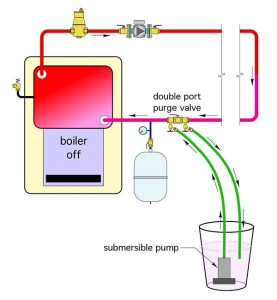 double port
purge valve
boiler
off
submersible pump